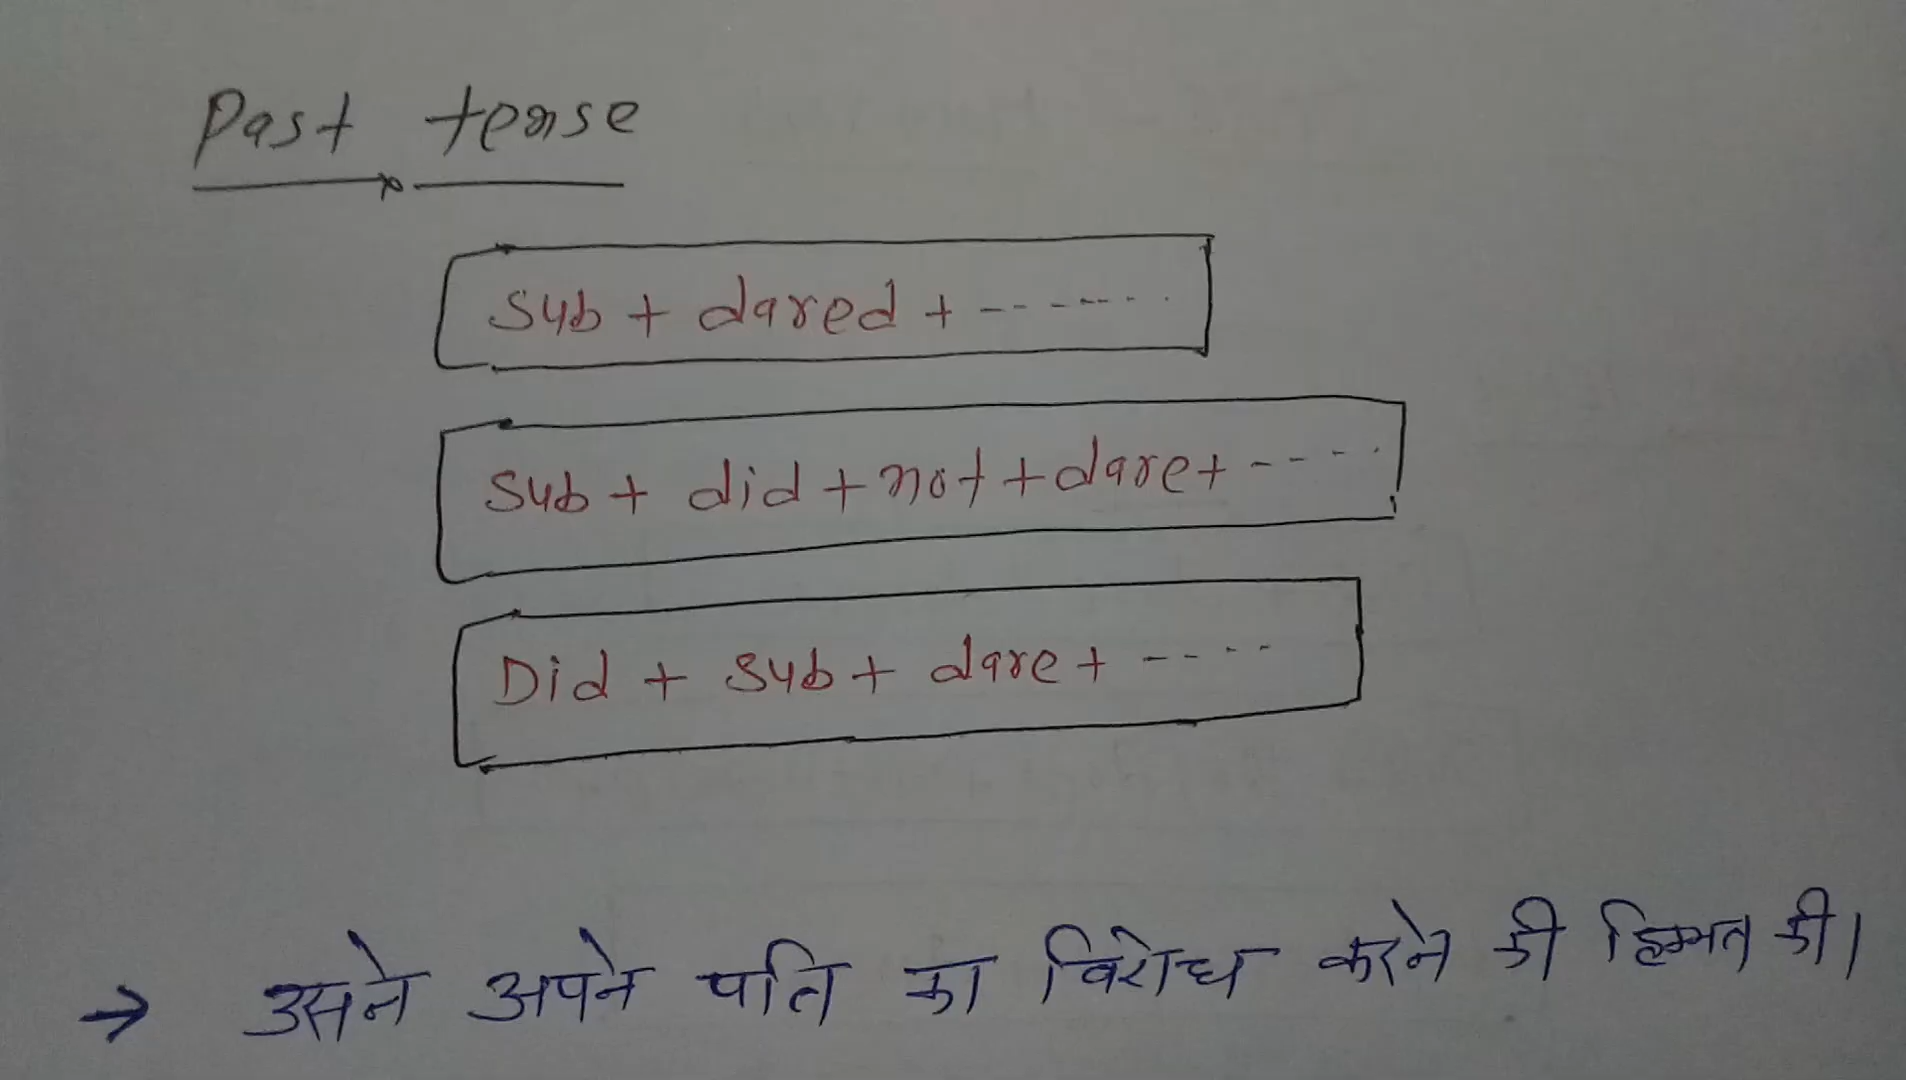 Past tense
Sub + dared + -------
Sub + did + not + dare + ----
Did + Sub + dare + ----
→ उसने अपने पति का विरोध करने की हिम्मत की।